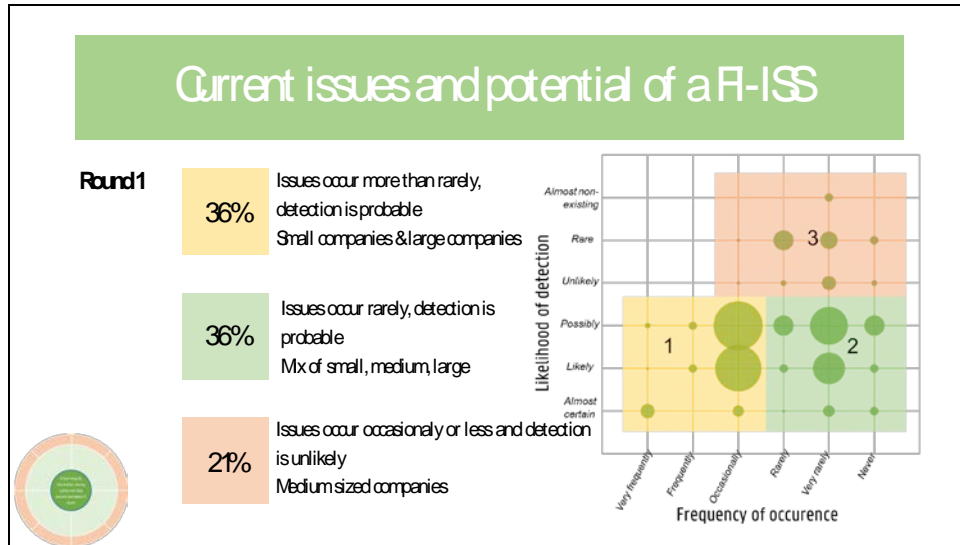 Current issues and potential of a FI-ISS
Round 1
36%
Issues occur more than rarely,
detection is probable
Small companies & large companies
36%
Issues occur rarely, detection is
probable
Mix of small, medium, large
21%
Issues occur occasionaly or less and detection
is unlikely
Medium sized companies
Likelihood of detection
Almost non-
existing
Rare
Unlikely
Possibly
Likely
Almost
certain
3
1
2
Very frequently
Frequently
Occasionally
Rarely
Very rarely
Never
Frequency of occurence